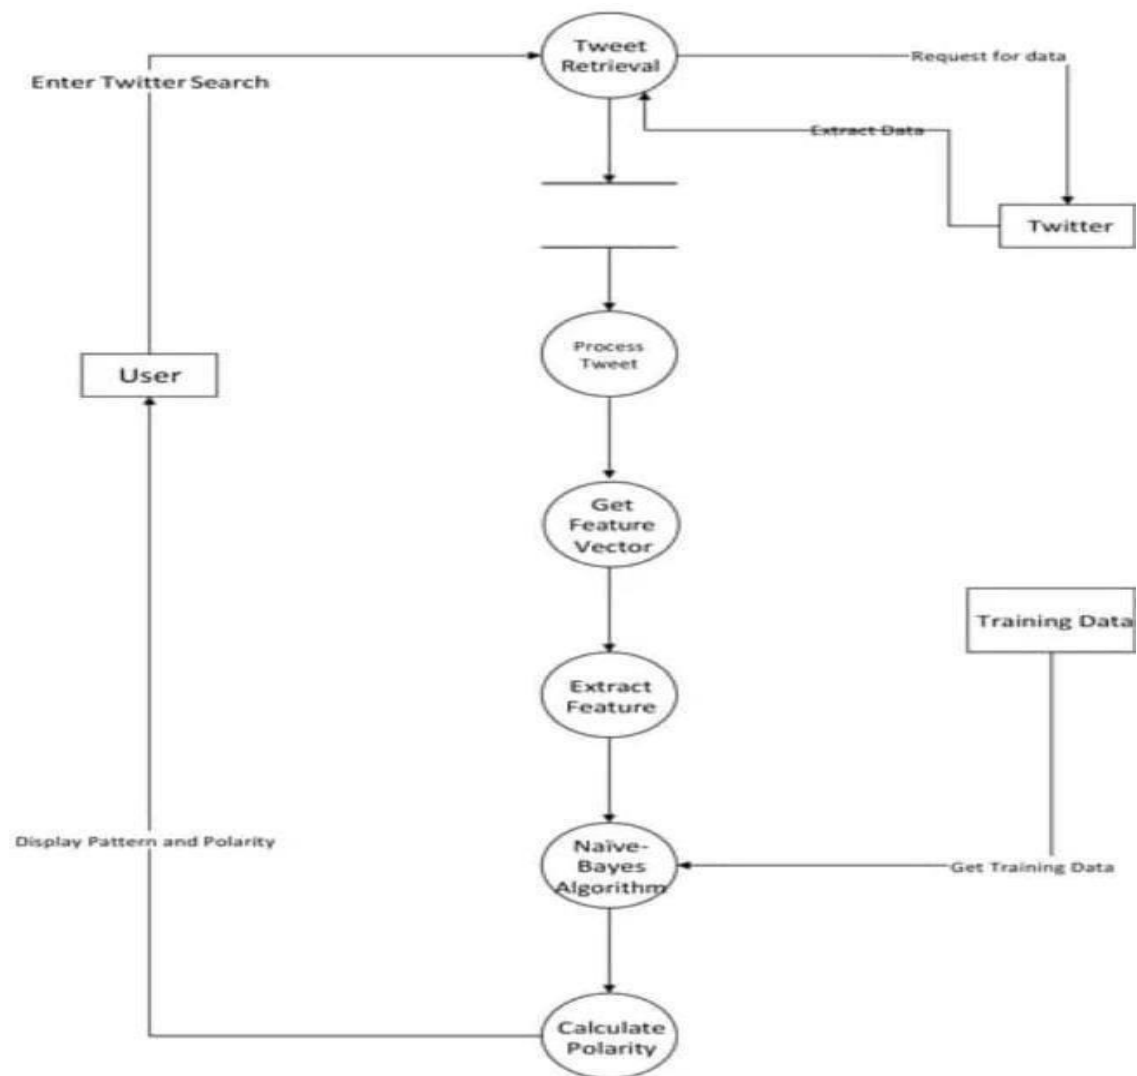 Tweet
Retrieval
Request for data
Enter Twitter Search
Extract Data
Twitter
Process
Tweet
User
Get
Feature
Vector
Training Data
Extract
Feature
Display Pattern and Polarity
Naïve-
Bayes
Algorithm
Get Training Data
Calculate
Polarity